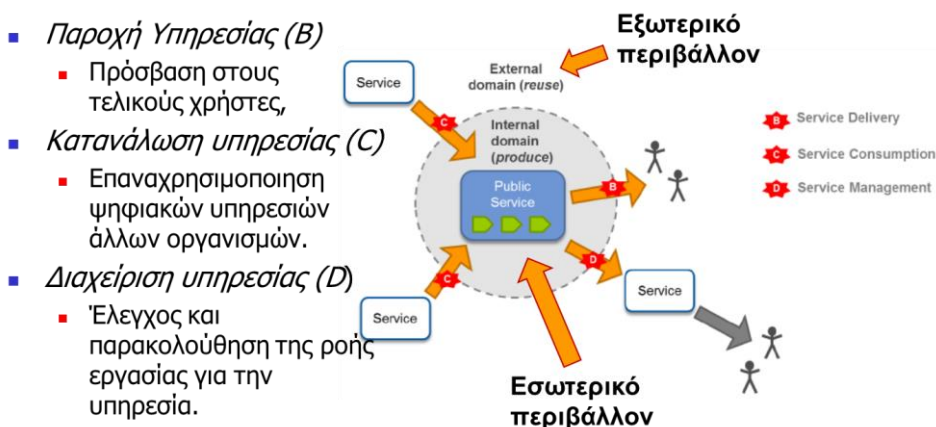 Παροχή Υπηρεσίας (B)
Πρόσβαση στους
τελικούς χρήστες,
Κατανάλωση υπηρεσίας (C)
Επαναχρησιμοποιηση
ψηφιακών υπηρεσιών
άλλων οργανισμών.
Διαχείριση υπηρεσίας (D)
Έλεγχος και
παρακολούθηση της ροής
εργασίας για την
υπηρεσία.
Εξωτερικό
περιβάλλον
External
domain (reuse)
Service
C
Internal
domain
(produce)
Public
Service
B
D
C
Service
Service
Εσωτερικό
περιβάλλον
B Service Delivery
C Service Consumption
D Service Management